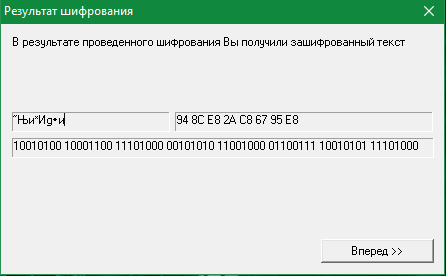 Результат шифрования
В результате проведенного шифрования Вы получили зашифрованный текст
"Њи*Иg•и
94 8C E8 2A C8 67 95 E8
10010100 10001100 11101000 00101010 11001000 01100111 10010101 11101000
Вперед >>